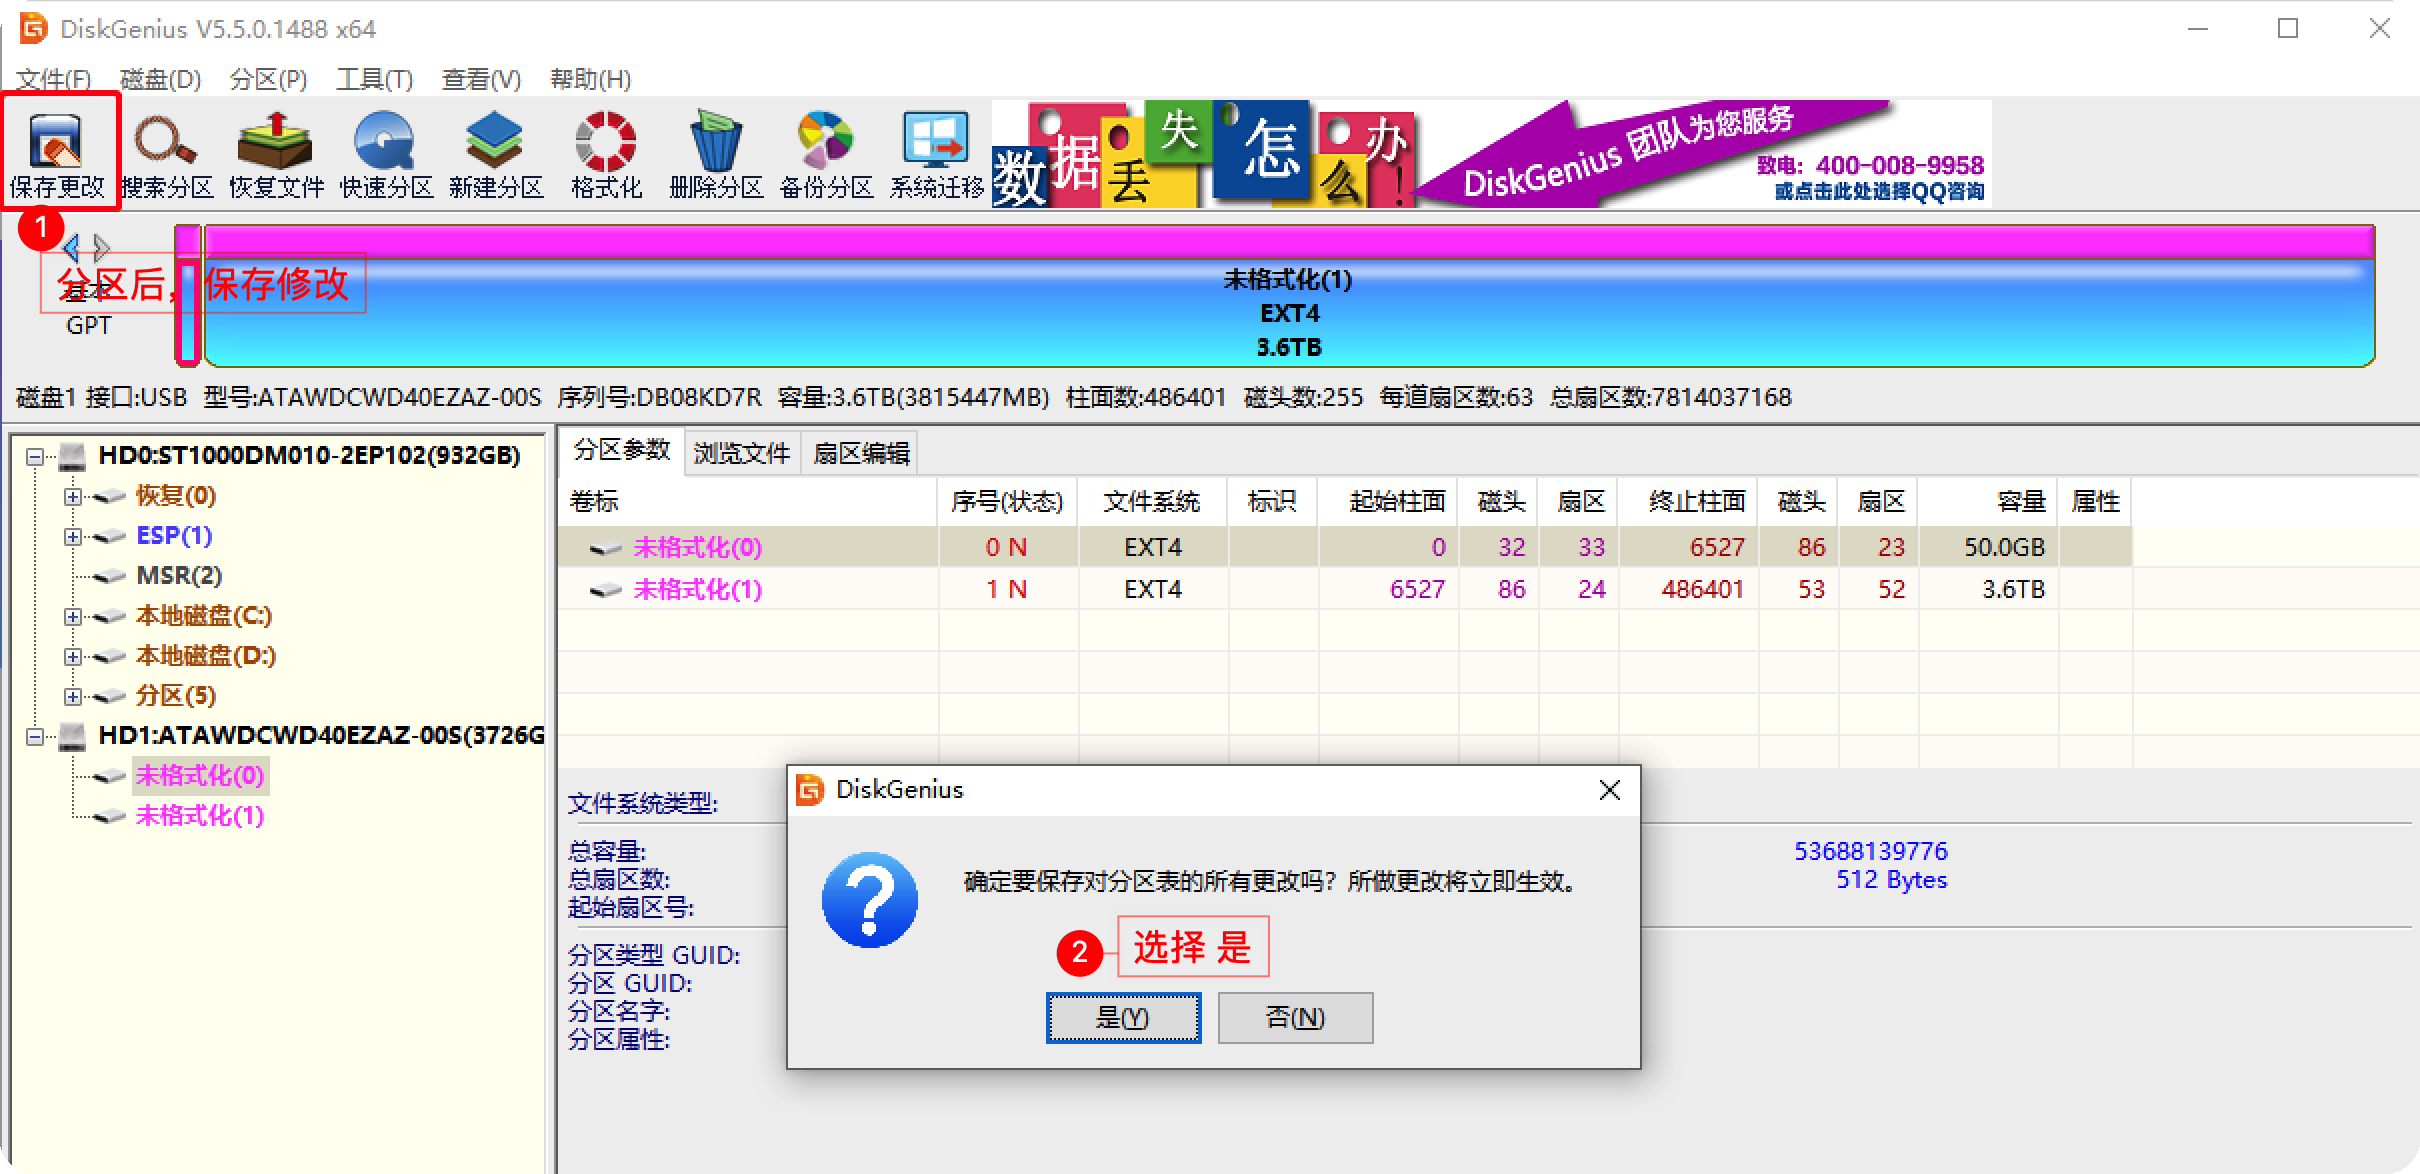 DiskGenius V5.5.0.1488 x64
文件(F) 磁盘(D) 分区(P) 工具(T) 查看(V) 帮助(H)
保存更改 搜索分区 恢复文件 快速分区 新建分区 格式化 删除分区 备份分区 系统迁移
数据丢失怎么办!
DiskGenius 团队为您服务
致电: 400-008-9958
或点击此处选择QQ咨询
1
分区后，保存修改
基本
GPT
未格式化(1)
EXT4
3.6TB
磁盘1 接口:USB 型号:ATAWDCWD40EZAZ-00S 序列号:DB08KD7R 容量:3.6TB(3815447MB) 柱面数:486401 磁头数:255 每道扇区数:63 总扇区数:7814037168
HD0:ST1000DM010-2EP102(932GB)
恢复(0)
ESP(1)
MSR(2)
本地磁盘(C:)
本地磁盘(D:)
分区(5)
HD1:ATAWDCWD40EZAZ-00S(3726G
未格式化(0)
未格式化(1)
分区参数 浏览文件 扇区编辑
卷标 序号(状态) 文件系统 标识 起始柱面 磁头 扇区 终止柱面 磁头 扇区 容量 属性
未格式化(0) 0 N EXT4 0 32 33 6527 86 23 50.0GB
未格式化(1) 1 N EXT4 6527 86 24 486401 53 52 3.6TB
文件系统类型:
总容量: 53688139776
总扇区数: 512 Bytes
起始扇区号:
分区类型 GUID:
分区 GUID:
分区名字:
分区属性:
DiskGenius
确定要保存对分区表的所有更改吗？所做更改将立即生效。
2
选择 是
是(Y) 否(N)